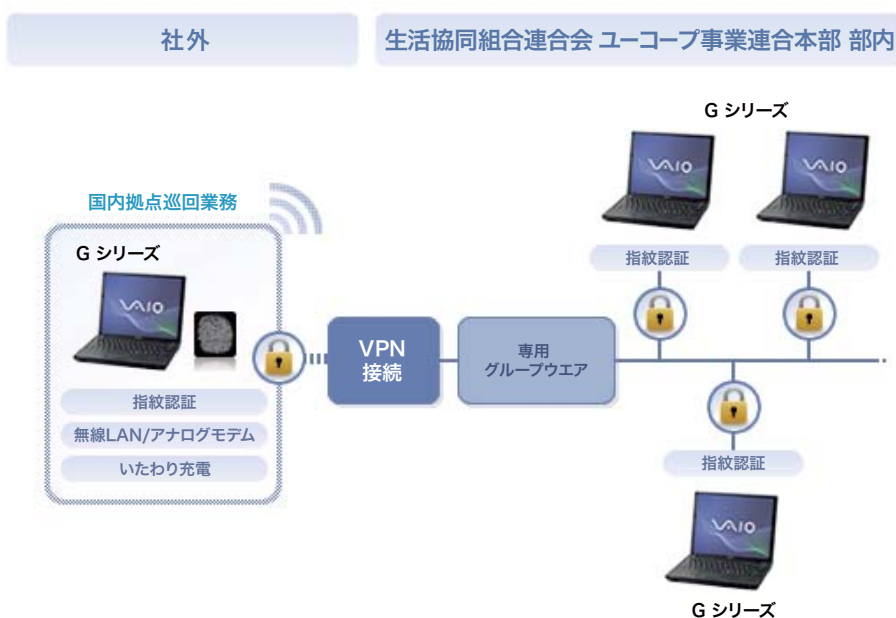 社外
生活協同組合連合会 ユーコープ事業連合本部 部内
G シリーズ
VAIO
VAIO
国内拠点巡回業務
G シリーズ
VAIO
指紋認証
指紋認証
VPN
接続
専用
グループウエア
指紋認証
無線LAN/アナログモデム
いたわり充電
指紋認証
VAIO
G シリーズ